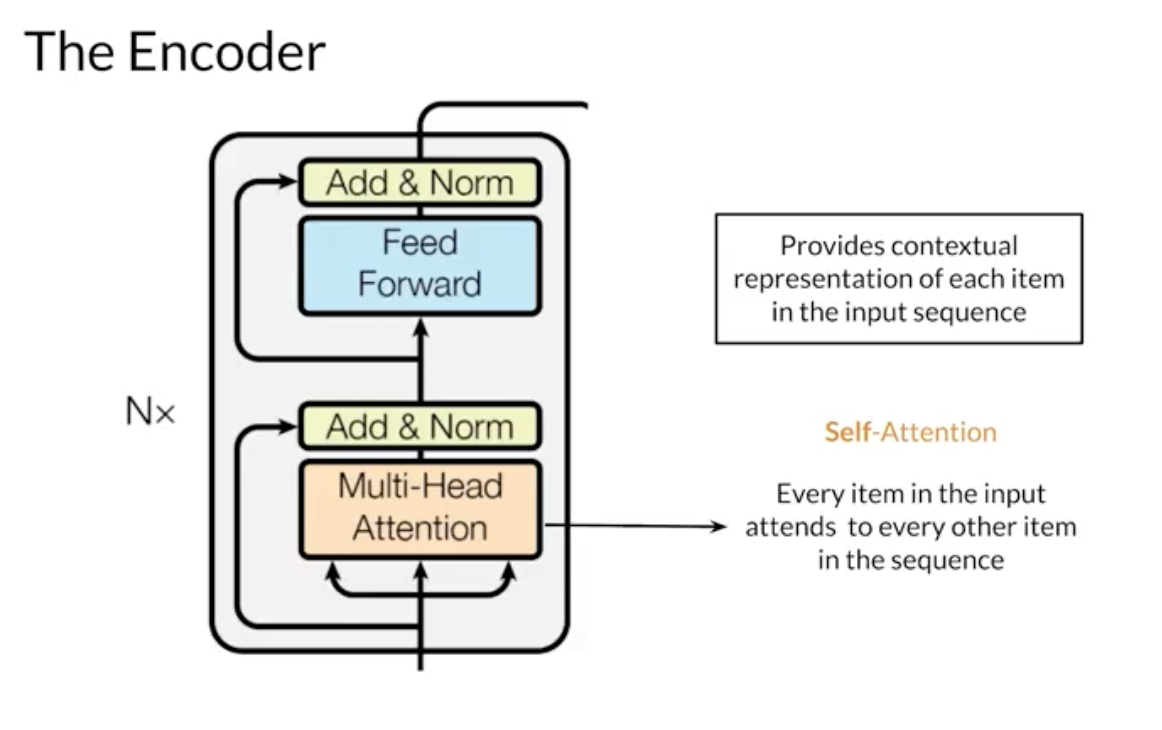 The Encoder
Add & Norm
Feed
Forward
Nx
Add & Norm
Multi-Head
Attention
Provides contextual
representation of each item
in the input sequence
Self-Attention
Every item in the input
attends to every other item
in the sequence